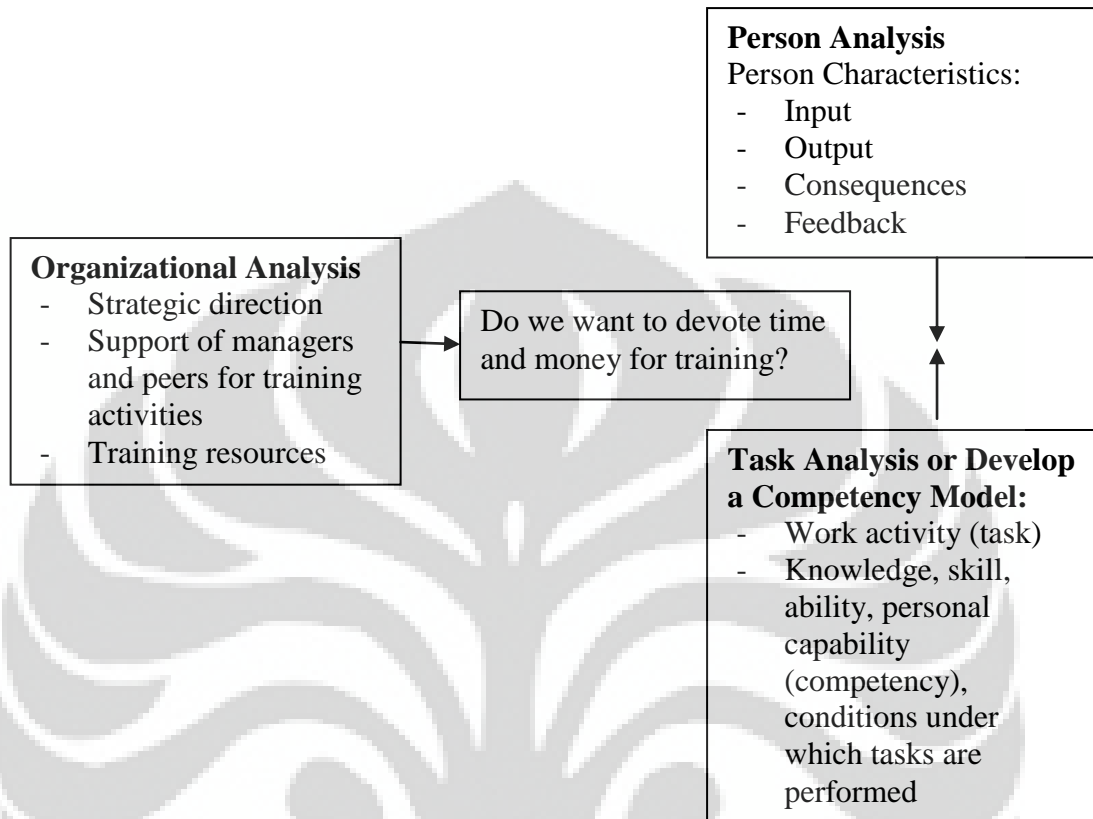 Person Analysis
Person Characteristics:
- Input
- Output
- Consequences
- Feedback
Organizational Analysis
- Strategic direction
- Support of managers
and peers for training
activities
- Training resources
Do we want to devote time
and money for training?
Task Analysis or Develop
a Competency Model:
- Work activity (task)
- Knowledge, skill,
ability, personal
capability
(competency),
conditions under
which tasks are
performed